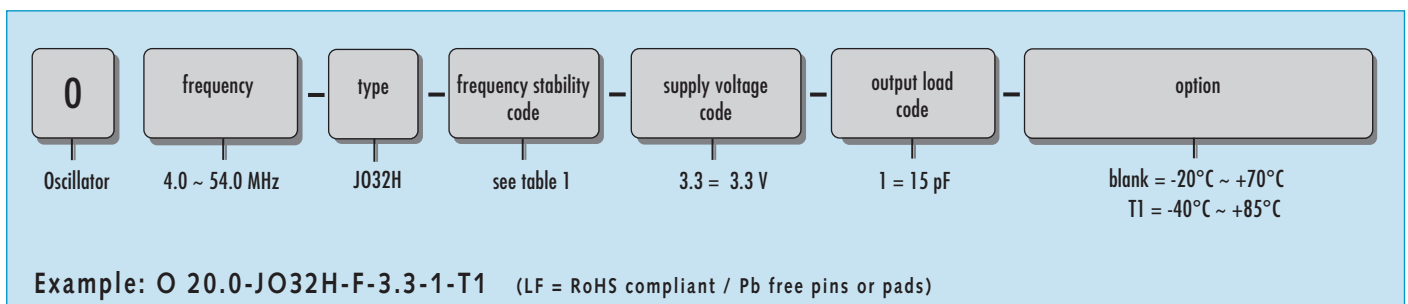 O
frequency
type
frequency stability
code
supply voltage
code
output load
code
option
Oscillator
4.0 ~ 54.0 MHz
JO32H
see table 1
3.3 = 3.3 V
1 = 15 pF
blank = -20°C ~ +70°C
T1 = -40°C ~ +85°C
Example: O 20.0-JO32H-F-3.3-1-T1 (LF = RoHS compliant / Pb free pins or pads)